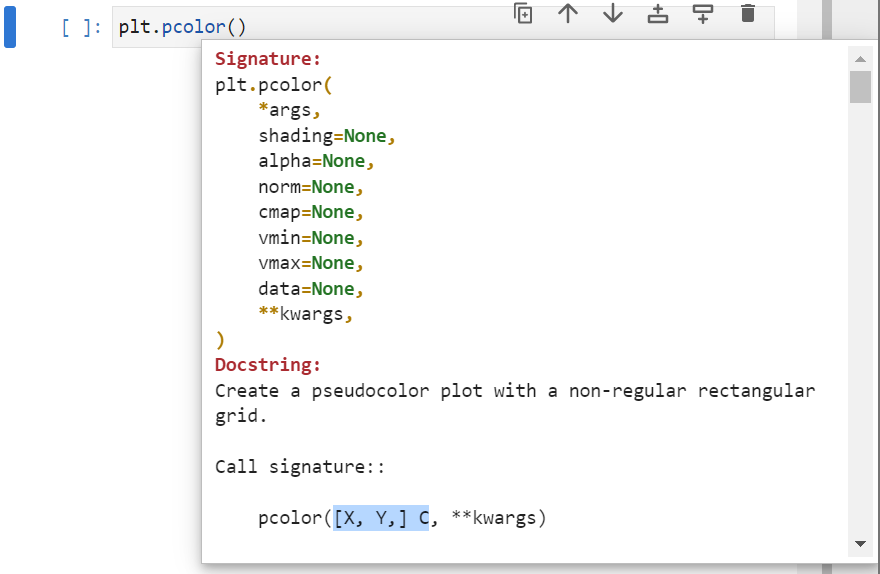 [ ]: plt.pcolor()
Signature:
plt.pcolor(
    *args,
    shading=None,
    alpha=None,
    norm=None,
    cmap=None,
    vmin=None,
    vmax=None,
    data=None,
    **kwargs,
)
Docstring:
Create a pseudocolor plot with a non-regular rectangular
grid.
Call signature::
    pcolor([X, Y,] C, **kwargs)